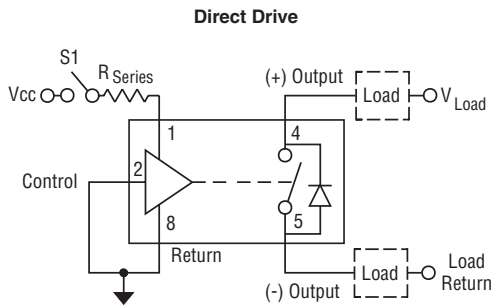 Direct Drive
S1
R Series
Vcc
(+) Output
Load
V Load
1
4
2
Control
8
5
Return
(-) Output
Load
Load
Return